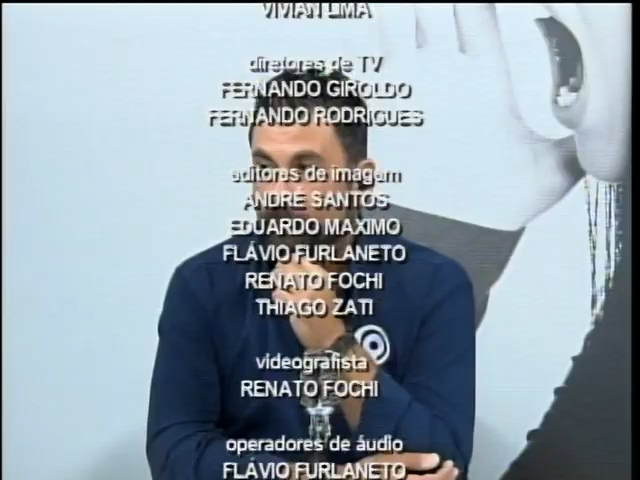 VIVIAN LIMA
diretores de TV
FERNANDO GIROLDO
FERNANDO RODRIGUES
editores de imagem
ANDRÉ SANTOS
EDUARDO MAXIMO
FLÁVIO FURLANETO
RENATO FOCHI
THIAGO ZATI
videografista
RENATO FOCHI
operadores de áudio
FLÁVIO FURLANETO